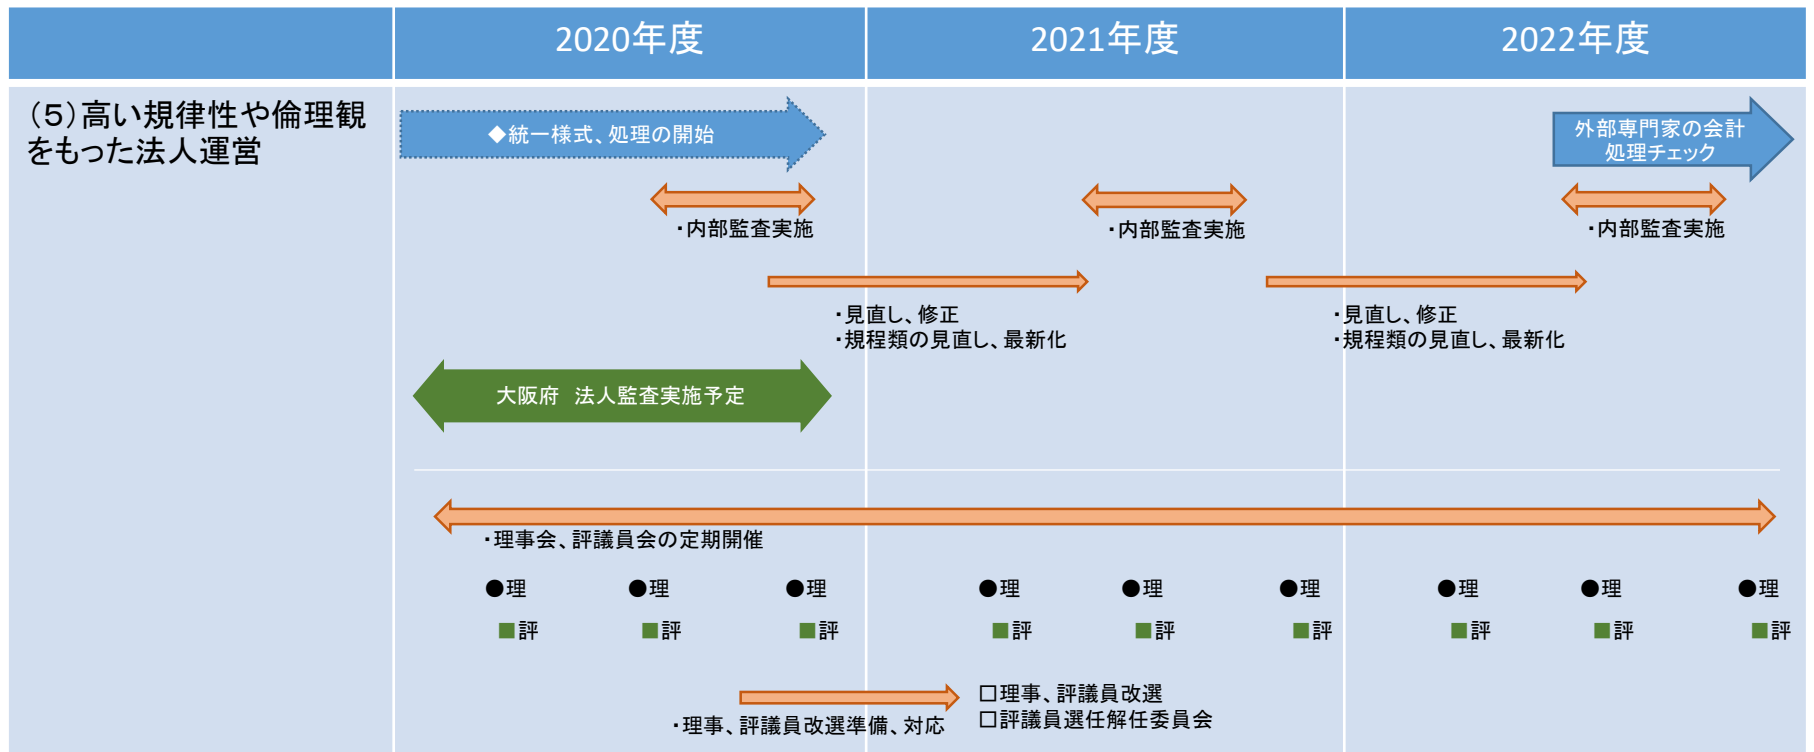 2020年度
2021年度
2022年度
（5）高い規律性や倫理観
をもった法人運営
◆統一様式、処理の開始
外部専門家の会計
処理チェック
・内部監査実施
・内部監査実施
・内部監査実施
・見直し、修正
・規程類の見直し、最新化
・見直し、修正
・規程類の見直し、最新化
大阪府　法人監査実施予定
・理事会、評議員会の定期開催
●理 ●理 ●理 ●理 ●理 ●理 ●理 ●理 ●理
■評 ■評 ■評 ■評 ■評 ■評 ■評 ■評 ■評
・理事、評議員改選準備、対応
□理事、評議員改選
□評議員選任解任委員会